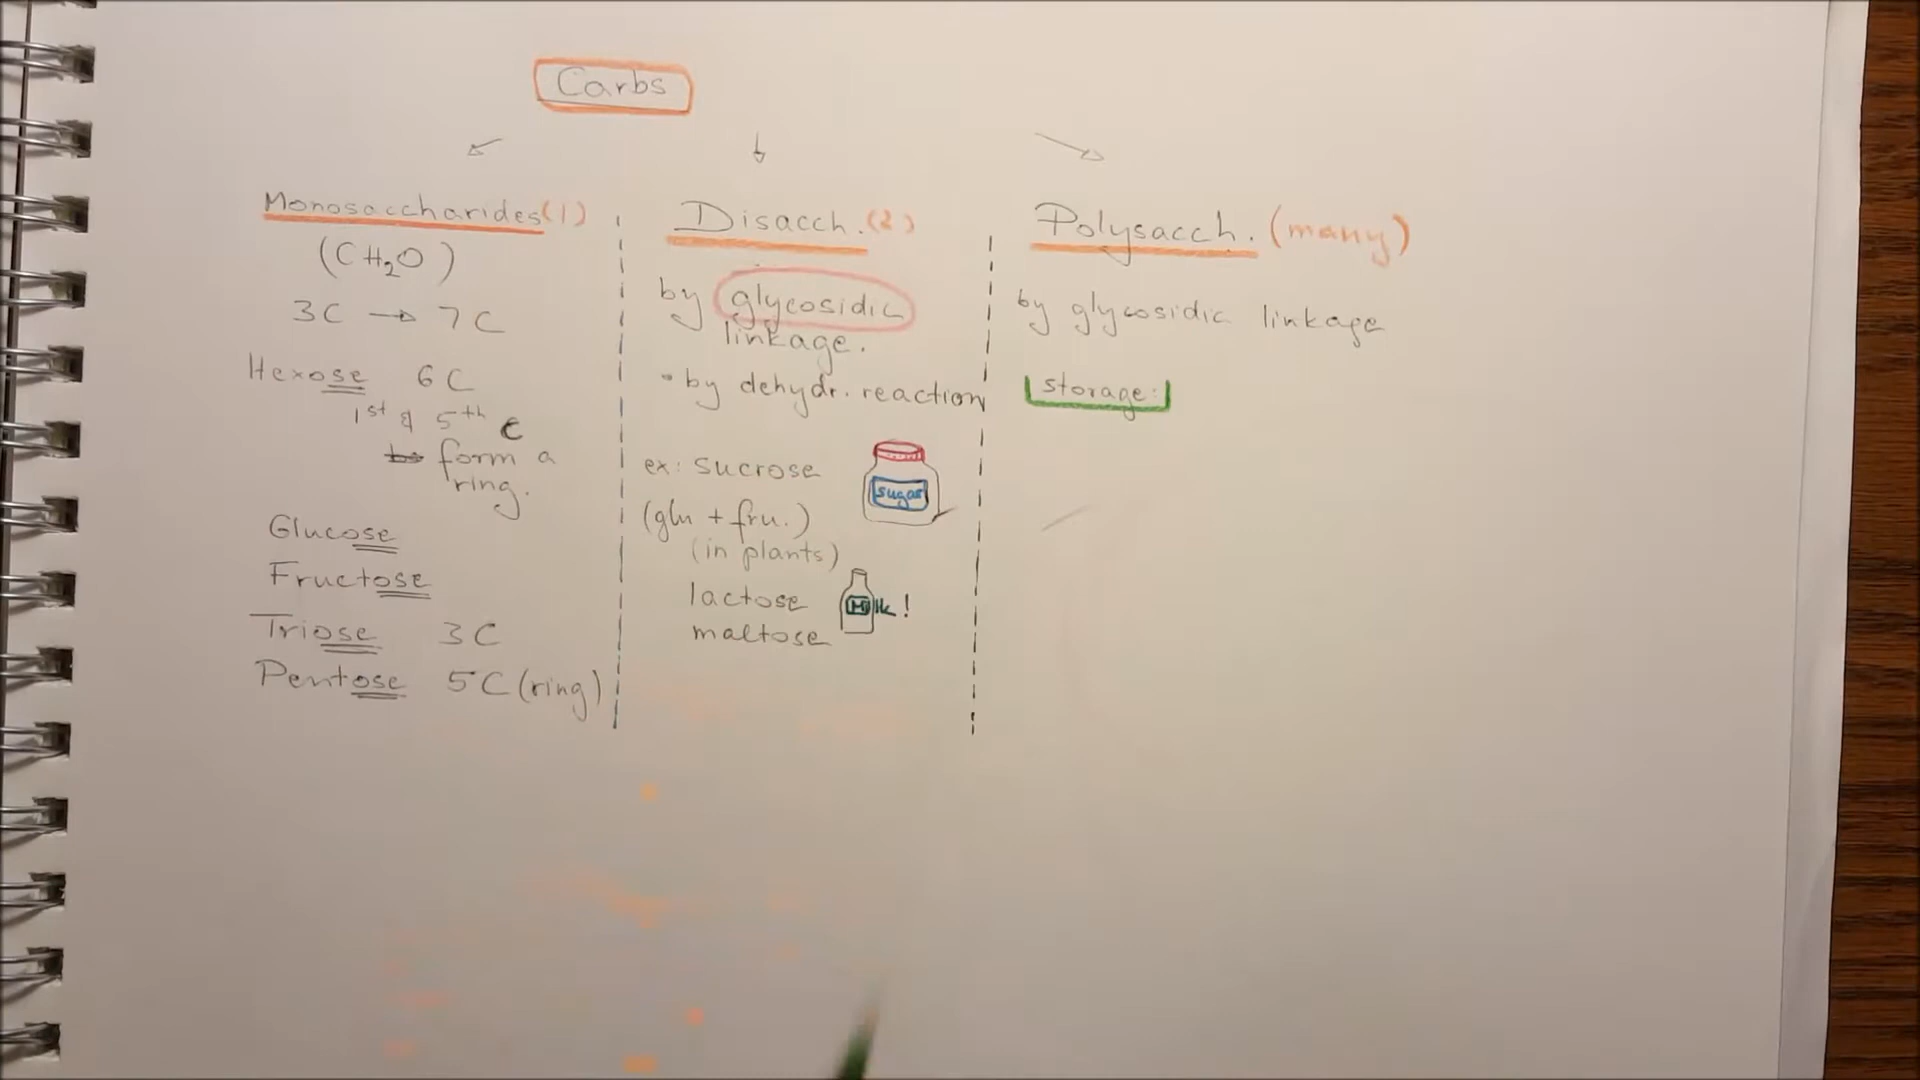 Carbs
Monosaccharides (1)
(CH₂O)
3C → 7C
Hexose 6C
1st & 5th C
↳ form a
ring.
Glucose
Fructose
Triose 3C
Pentose 5C (ring)
Disacch. (2)
by glycosidic
linkage.
• by dehydr. reaction
ex: sucrose
sugar
(glu + fru.)
(in plants)
lactose
Milk!
maltose
Polysacch. (many)
by glycosidic linkage
storage: